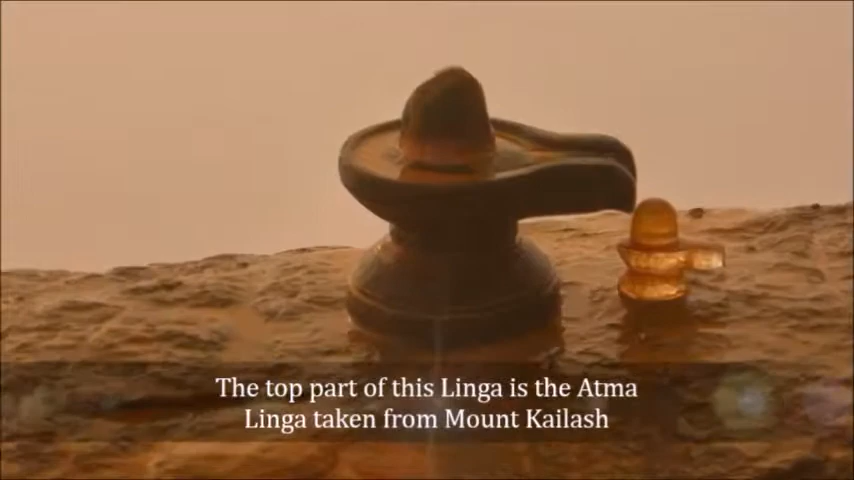 The top part of this Linga is the Atma
Linga taken from Mount Kailash